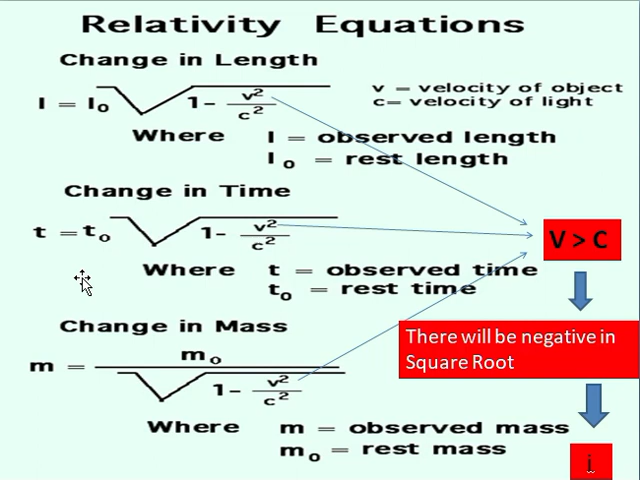 Relativity Equations
Change in Length
l = l₀ √ 1- v²/c²
v = velocity of object
c= velocity of light
Where l = observed length
l₀ = rest length
Change in Time
t = t₀ √ 1- v²/c²
V > C
Where t = observed time
t₀ = rest time
Change in Mass
There will be negative in
Square Root
m = m₀ / √ 1- v²/c²
Where m = observed mass
m₀ = rest mass
i